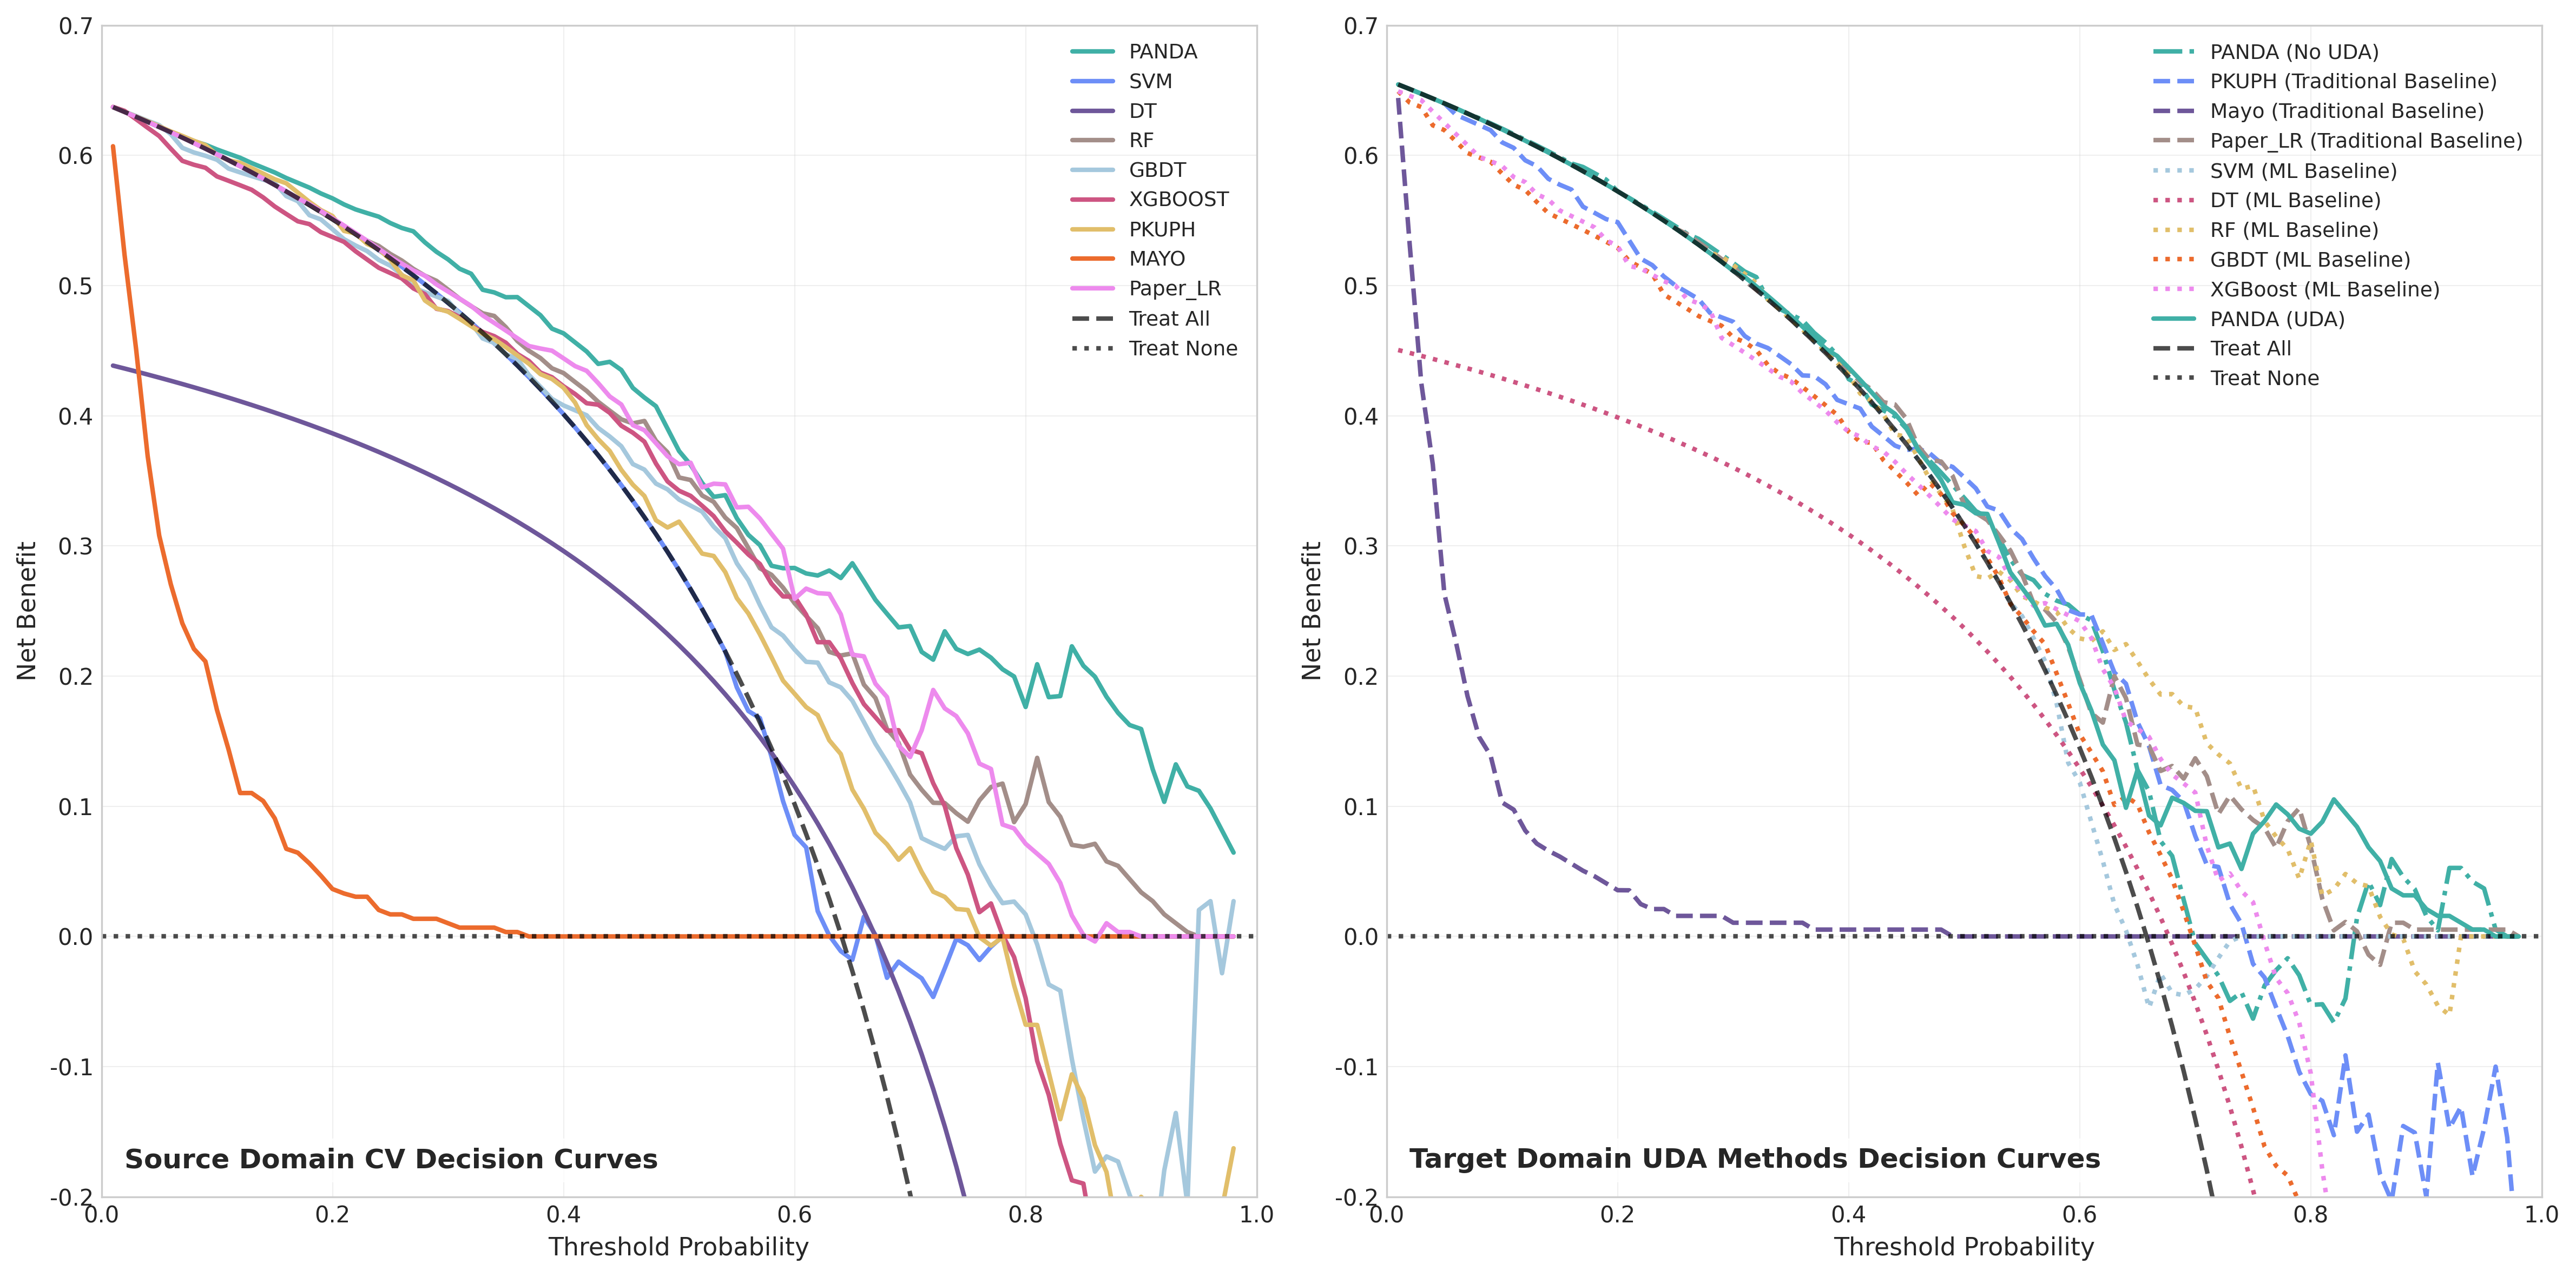 0.7
0.6
0.5
0.4
0.3
0.2
0.1
0.0
-0.1
-0.2
Net Benefit
PANDA
SVM
DT
RF
GBDT
XGBOOST
PKUPH
MAYO
Paper_LR
Treat All
Treat None
Source Domain CV Decision Curves
0.0 0.2 0.4 0.6 0.8 1.0
Threshold Probability
0.7
0.6
0.5
0.4
0.3
0.2
0.1
0.0
-0.1
-0.2
Net Benefit
PANDA (No UDA)
PKUPH (Traditional Baseline)
Mayo (Traditional Baseline)
Paper_LR (Traditional Baseline)
SVM (ML Baseline)
DT (ML Baseline)
RF (ML Baseline)
GBDT (ML Baseline)
XGBoost (ML Baseline)
PANDA (UDA)
Treat All
Treat None
Target Domain UDA Methods Decision Curves
0.0 0.2 0.4 0.6 0.8 1.0
Threshold Probability